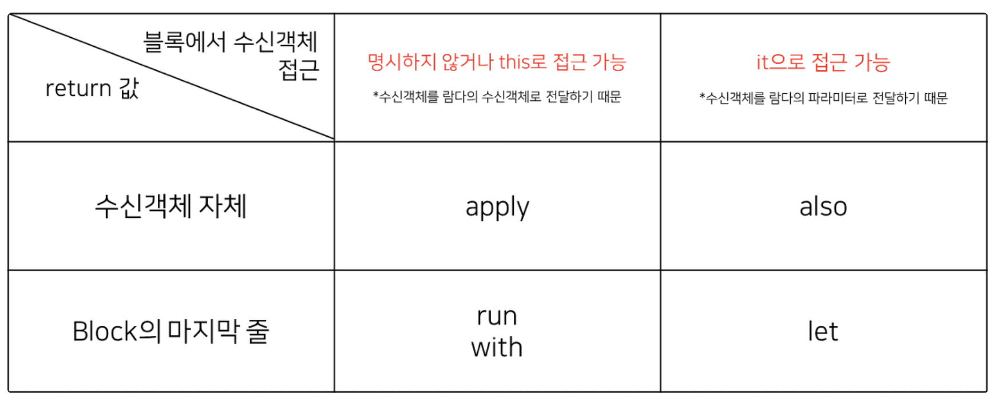 블록에서 수신객체
접근
return 값
명시하지 않거나 this로 접근 가능
*수신객체를 람다의 수신객체로 전달하기 때문
it으로 접근 가능
*수신객체를 람다의 파라미터로 전달하기 때문
수신객체 자체
apply
also
Block의 마지막 줄
run
with
let